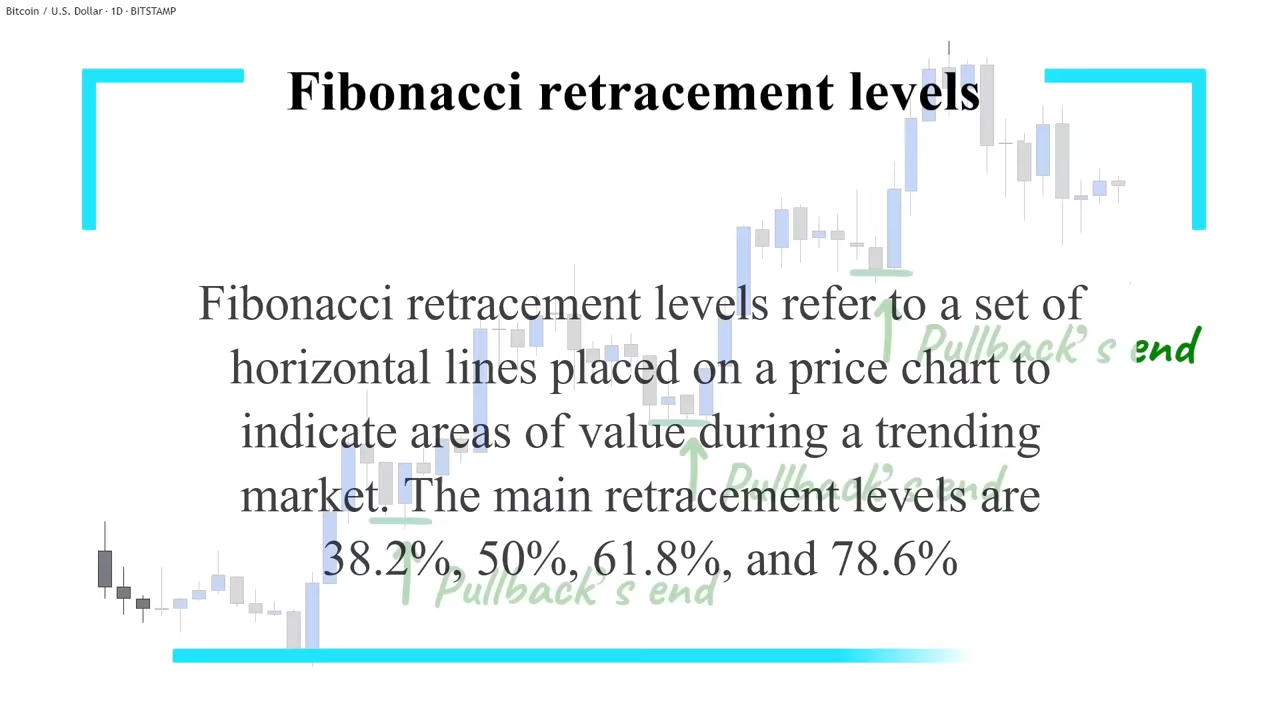 Bitcoin / U.S. Dollar · 1D · BITSTAMP
Fibonacci retracement levels
Fibonacci retracement levels refer to a set of
horizontal lines placed on a price chart to
indicate areas of value during a trending
market. The main retracement levels are
38.2%, 50%, 61.8%, and 78.6%
Pullback's end
Pullback's end
Pullback's end